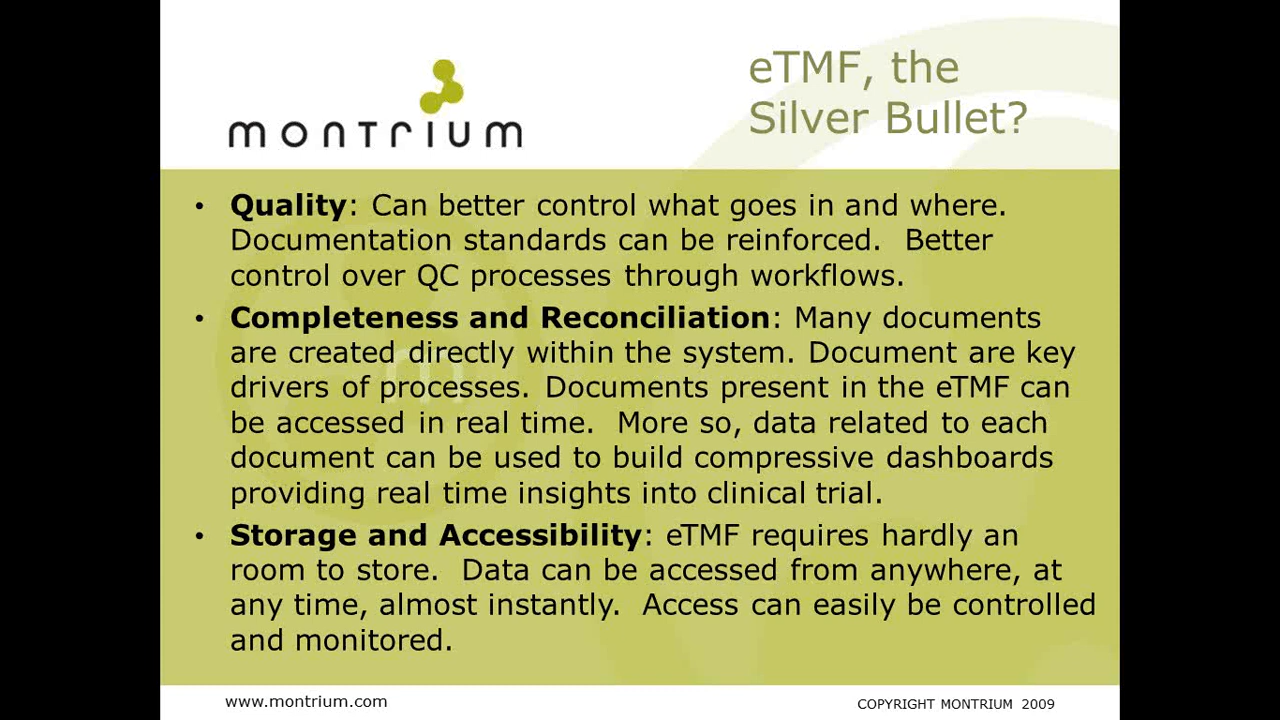 montrium
eTMF, the
Silver Bullet?
• Quality: Can better control what goes in and where.
Documentation standards can be reinforced.  Better
control over QC processes through workflows.
• Completeness and Reconciliation: Many documents
are created directly within the system. Document are key
drivers of processes. Documents present in the eTMF can
be accessed in real time.  More so, data related to each
document can be used to build compressive dashboards
providing real time insights into clinical trial.
• Storage and Accessibility: eTMF requires hardly an
room to store.  Data can be accessed from anywhere, at
any time, almost instantly.  Access can easily be controlled
and monitored.
www.montrium.com
COPYRIGHT MONTRIUM 2009